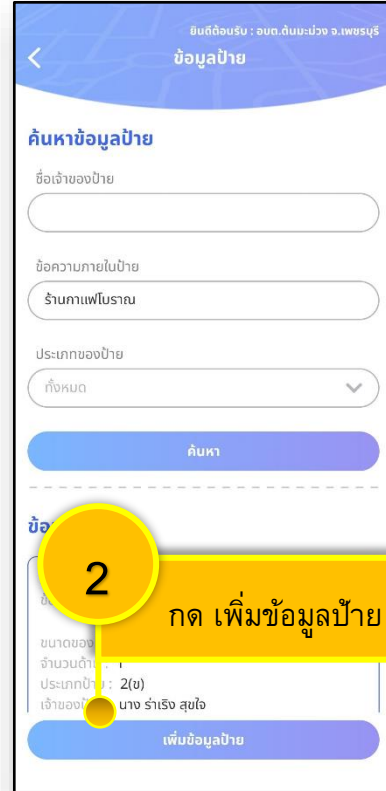 ยินดีต้อนรับ : อบต.ต้นมะม่วง จ.เพชรบุรี
ข้อมูลป้าย
ค้นหาข้อมูลป้าย
ชื่อเจ้าของป้าย
ข้อความภายในป้าย
ร้านกาแฟโบราณ
ประเภทของป้าย
ทั้งหมด
ค้นหา
2
กด เพิ่มข้อมูลป้าย
ขนาดของ
จำนวนด้าน : 1
ประเภทป้าย : 2(ข)
เจ้าของป้าย นาง ร่าเริง สุขใจ
เพิ่มข้อมูลป้าย